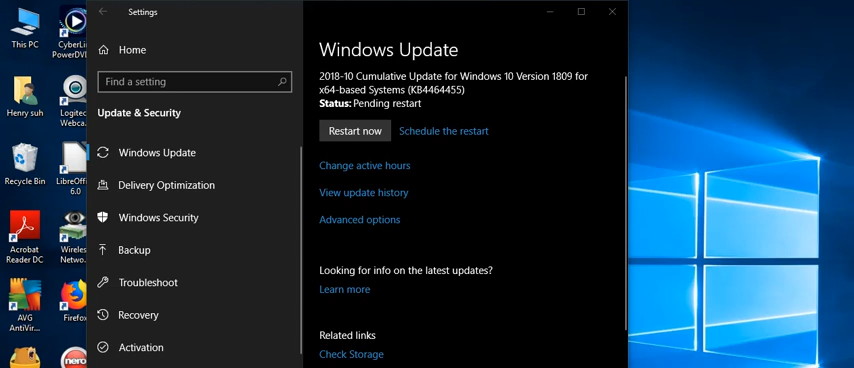 This PC
CyberLin
PowerDV
Henry suh
Logitec
Webca...
Recycle Bin
LibreOffi
6.0
Acrobat
Reader DC
Wireles
Netwo...
AVG
AntiVir...
Firefox
nero
Settings
Home
Find a setting
Update & Security
Windows Update
Delivery Optimization
Windows Security
Backup
Troubleshoot
Recovery
Activation
Windows Update
2018-10 Cumulative Update for Windows 10 Version 1809 for
x64-based Systems (KB4464455)
Status: Pending restart
Restart now
Schedule the restart
Change active hours
View update history
Advanced options
Looking for info on the latest updates?
Learn more
Related links
Check Storage